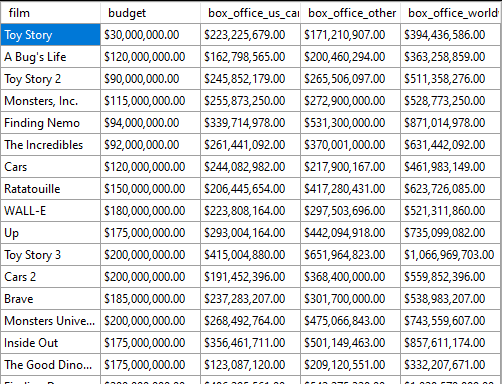 film budget box_office_us_ca box_office_other box_office_world
Toy Story $30,000,000.00 $223,225,679.00 $171,210,907.00 $394,436,586.00
A Bug's Life $120,000,000.00 $162,798,565.00 $200,460,294.00 $363,258,859.00
Toy Story 2 $90,000,000.00 $245,852,179.00 $265,506,097.00 $511,358,276.00
Monsters, Inc. $115,000,000.00 $255,873,250.00 $272,900,000.00 $528,773,250.00
Finding Nemo $94,000,000.00 $339,714,978.00 $531,300,000.00 $871,014,978.00
The Incredibles $92,000,000.00 $261,441,092.00 $370,001,000.00 $631,442,092.00
Cars $120,000,000.00 $244,082,982.00 $217,900,167.00 $461,983,149.00
Ratatouille $150,000,000.00 $206,445,654.00 $417,280,431.00 $623,726,085.00
WALL-E $180,000,000.00 $223,808,164.00 $297,503,696.00 $521,311,860.00
Up $175,000,000.00 $293,004,164.00 $442,094,918.00 $735,099,082.00
Toy Story 3 $200,000,000.00 $415,004,880.00 $651,964,823.00 $1,066,969,703.00
Cars 2 $200,000,000.00 $191,452,396.00 $368,400,000.00 $559,852,396.00
Brave $185,000,000.00 $237,283,207.00 $301,700,000.00 $538,983,207.00
Monsters Unive... $200,000,000.00 $268,492,764.00 $475,066,843.00 $743,559,607.00
Inside Out $175,000,000.00 $356,461,711.00 $501,149,463.00 $857,611,174.00
The Good Dino... $175,000,000.00 $123,087,120.00 $209,120,551.00 $332,207,671.00